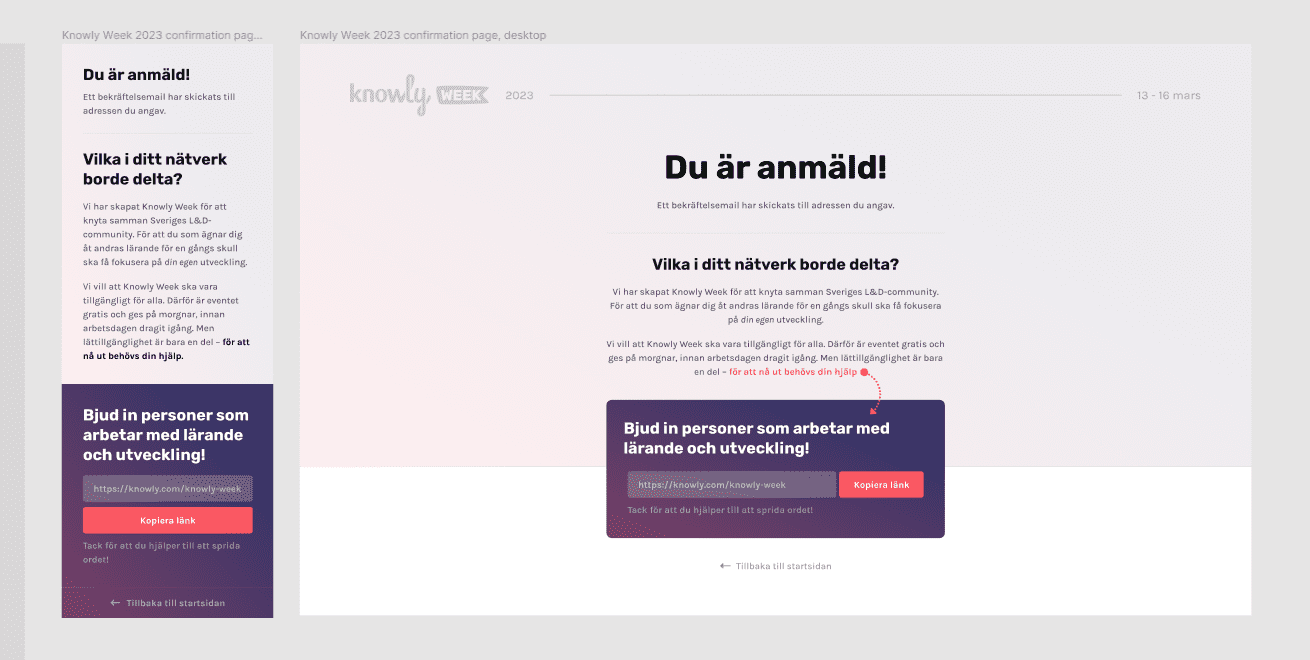 Knowly Week 2023 confirmation pag...
Du är anmäld!
Ett bekräftelsemail har skickats till
adressen du angav.
Vilka i ditt nätverk
borde delta?
Vi har skapat Knowly Week för att
knyta samman Sveriges L&D-
community. För att du som ägnar dig
åt andras lärande för en gångs skull
ska få fokusera på din egen utveckling.
Vi vill att Knowly Week ska vara
tillgängligt för alla. Därför är eventet
gratis och ges på morgnar, innan
arbetsdagen dragit igång. Men
lättillgänglighet är bara en del – för att
nå ut behövs din hjälp.
Bjud in personer som
arbetar med lärande
och utveckling!
https://knowly.com/knowly-week
Kopiera länk
Tack för att du hjälper till att sprida
ordet!
← Tillbaka till startsidan
Knowly Week 2023 confirmation page, desktop
knowly WEEK 2023 13 - 16 mars
Du är anmäld!
Ett bekräftelsemail har skickats till adressen du angav.
Vilka i ditt nätverk borde delta?
Vi har skapat Knowly Week för att knyta samman Sveriges L&D-community.
För att du som ägnar dig åt andras lärande för en gångs skull ska få fokusera
på din egen utveckling.
Vi vill att Knowly Week ska vara tillgängligt för alla. Därför är eventet gratis och
ges på morgnar, innan arbetsdagen dragit igång. Men lättillgänglighet är bara
en del – för att nå ut behövs din hjälp
Bjud in personer som arbetar med
lärande och utveckling!
https://knowly.com/knowly-week Kopiera länk
Tack för att du hjälper till att sprida ordet!
← Tillbaka till startsidan